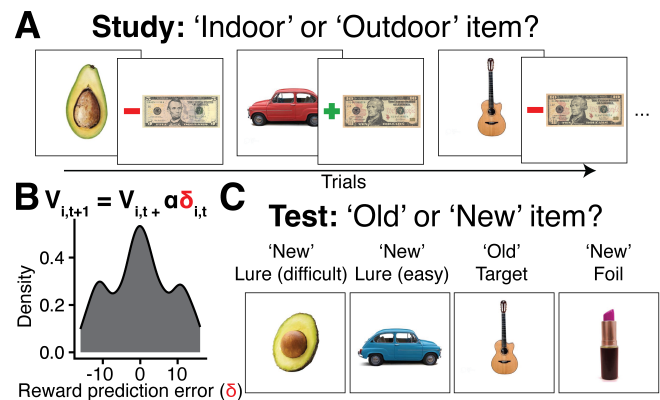 A Study: 'Indoor' or 'Outdoor' item?
...
Trials
B V i,t+1 = V i,t + αδ i,t
Density
0.4
0.2
0.0
-10 0 10
Reward prediction error (δ)
C Test: 'Old' or 'New' item?
'New' 'New' 'Old' 'New'
Lure (difficult) Lure (easy) Target Foil